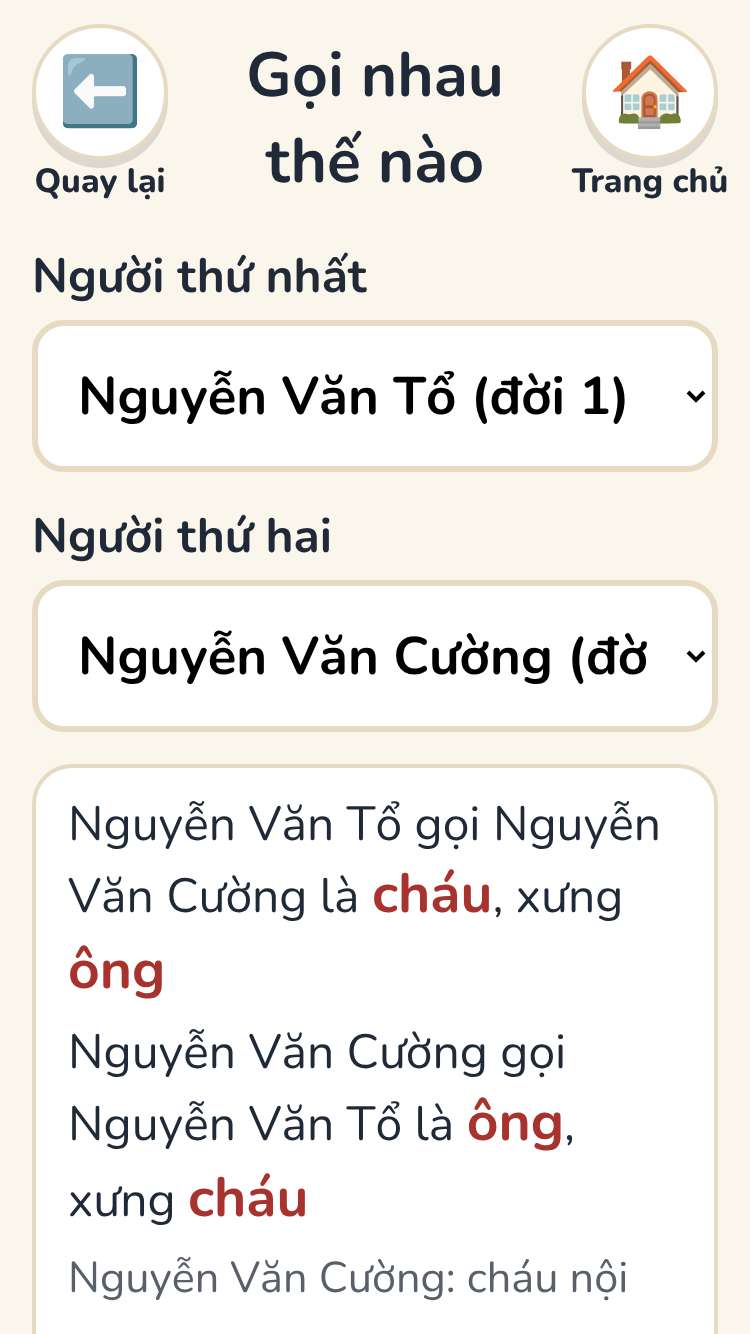 Gọi nhau
thế nào
Quay lại
Trang chủ
Người thứ nhất
Nguyễn Văn Tổ (đời 1)
Người thứ hai
Nguyễn Văn Cường (đờ
Nguyễn Văn Tổ gọi Nguyễn
Văn Cường là cháu, xưng
ông
Nguyễn Văn Cường gọi
Nguyễn Văn Tổ là ông,
xưng cháu
Nguyễn Văn Cường: cháu nội